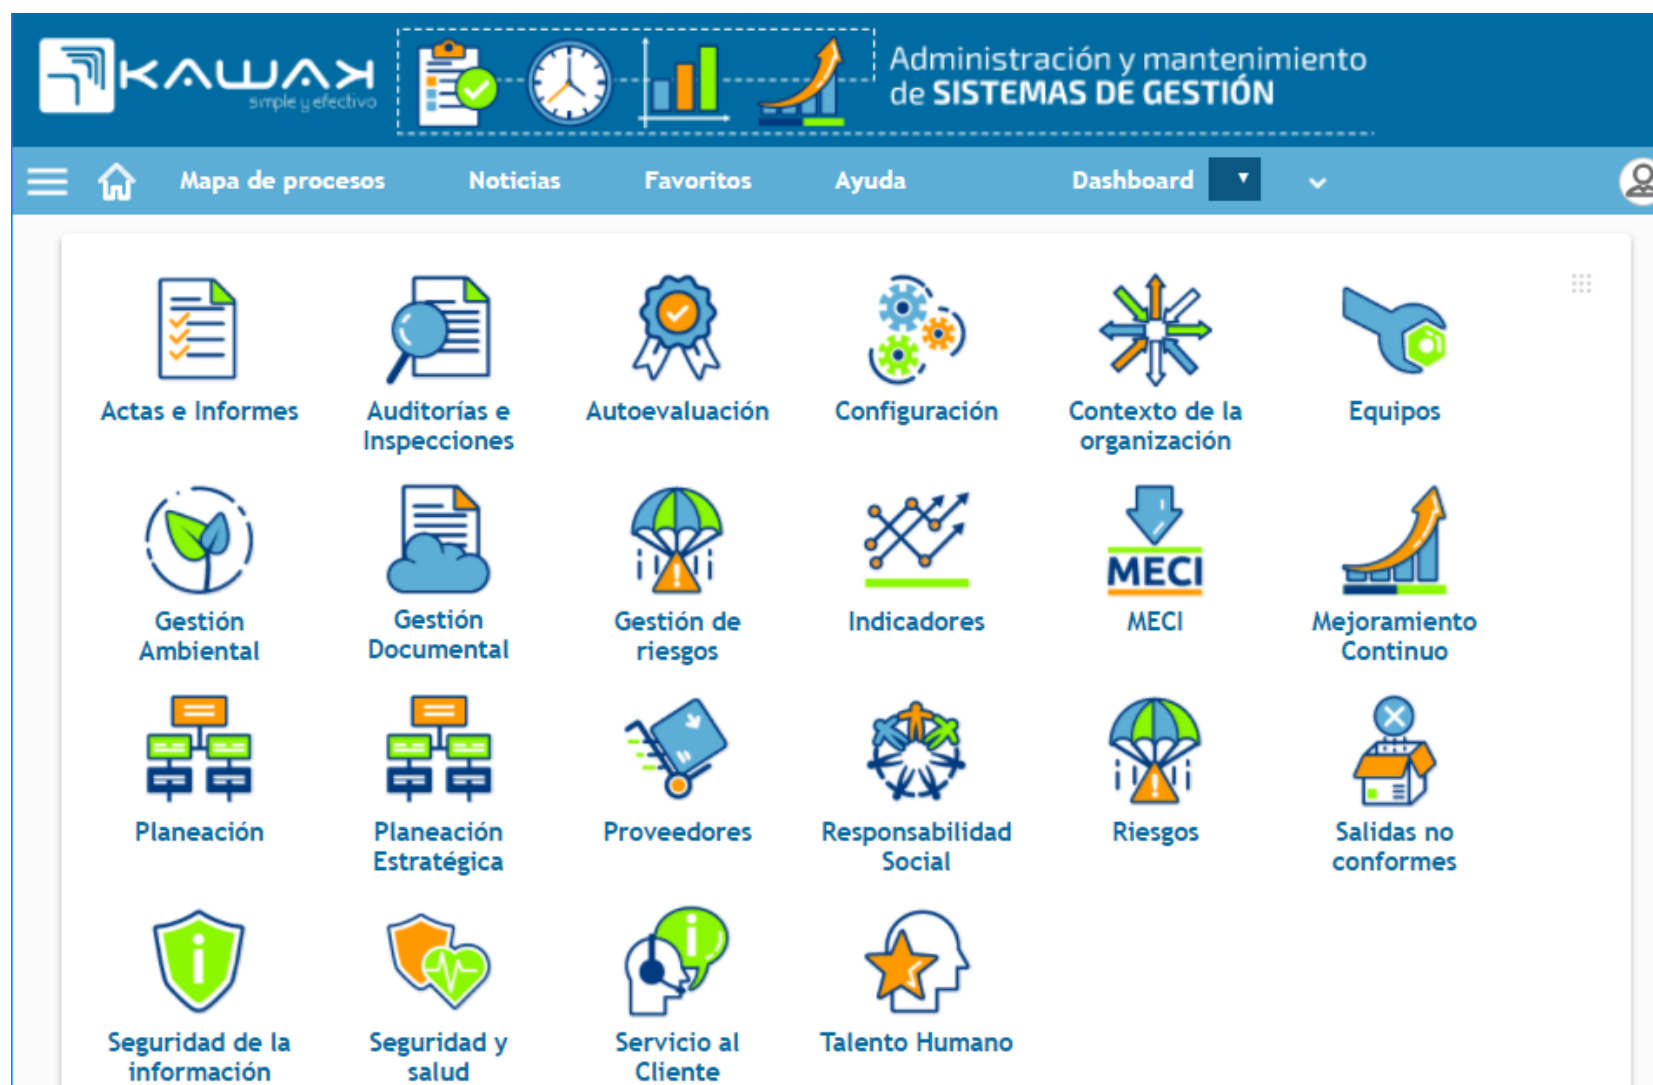 KAWAK
simple y efectivo
Administración y mantenimiento
de SISTEMAS DE GESTIÓN
Mapa de procesos Noticias Favoritos Ayuda Dashboard
Actas e Informes
Auditorías e
Inspecciones
Autoevaluación
Configuración
Contexto de la
organización
Equipos
Gestión
Ambiental
Gestión
Documental
Gestión de
riesgos
Indicadores
MECI
MECI
Mejoramiento
Continuo
Planeación
Planeación
Estratégica
Proveedores
Responsabilidad
Social
Riesgos
Salidas no
conformes
Seguridad de la
información
Seguridad y
salud
Servicio al
Cliente
Talento Humano